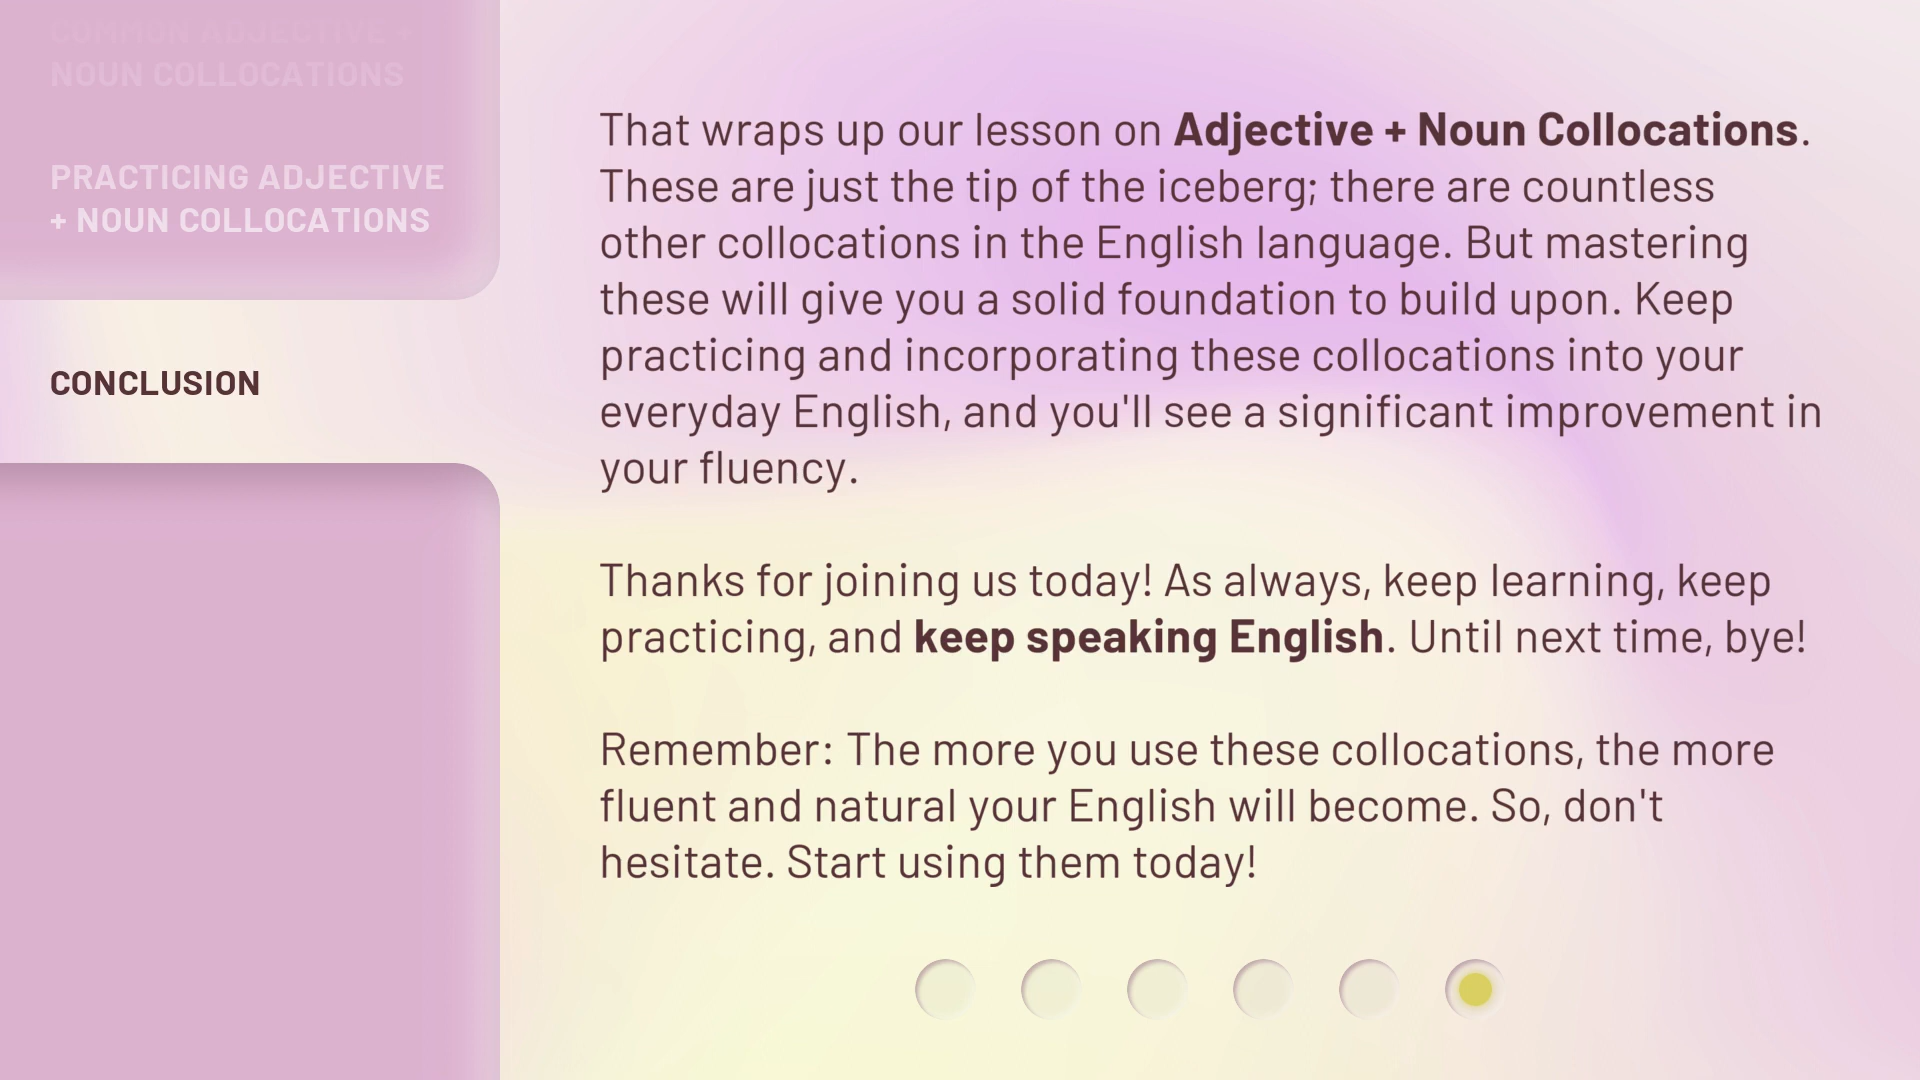 COMMON ADJECTIVE +
NOUN COLLOCATIONS
PRACTICING ADJECTIVE
+ NOUN COLLOCATIONS
CONCLUSION
That wraps up our lesson on Adjective + Noun Collocations.
These are just the tip of the iceberg; there are countless
other collocations in the English language. But mastering
these will give you a solid foundation to build upon. Keep
practicing and incorporating these collocations into your
everyday English, and you'll see a significant improvement in
your fluency.
Thanks for joining us today! As always, keep learning, keep
practicing, and keep speaking English. Until next time, bye!
Remember: The more you use these collocations, the more
fluent and natural your English will become. So, don't
hesitate. Start using them today!